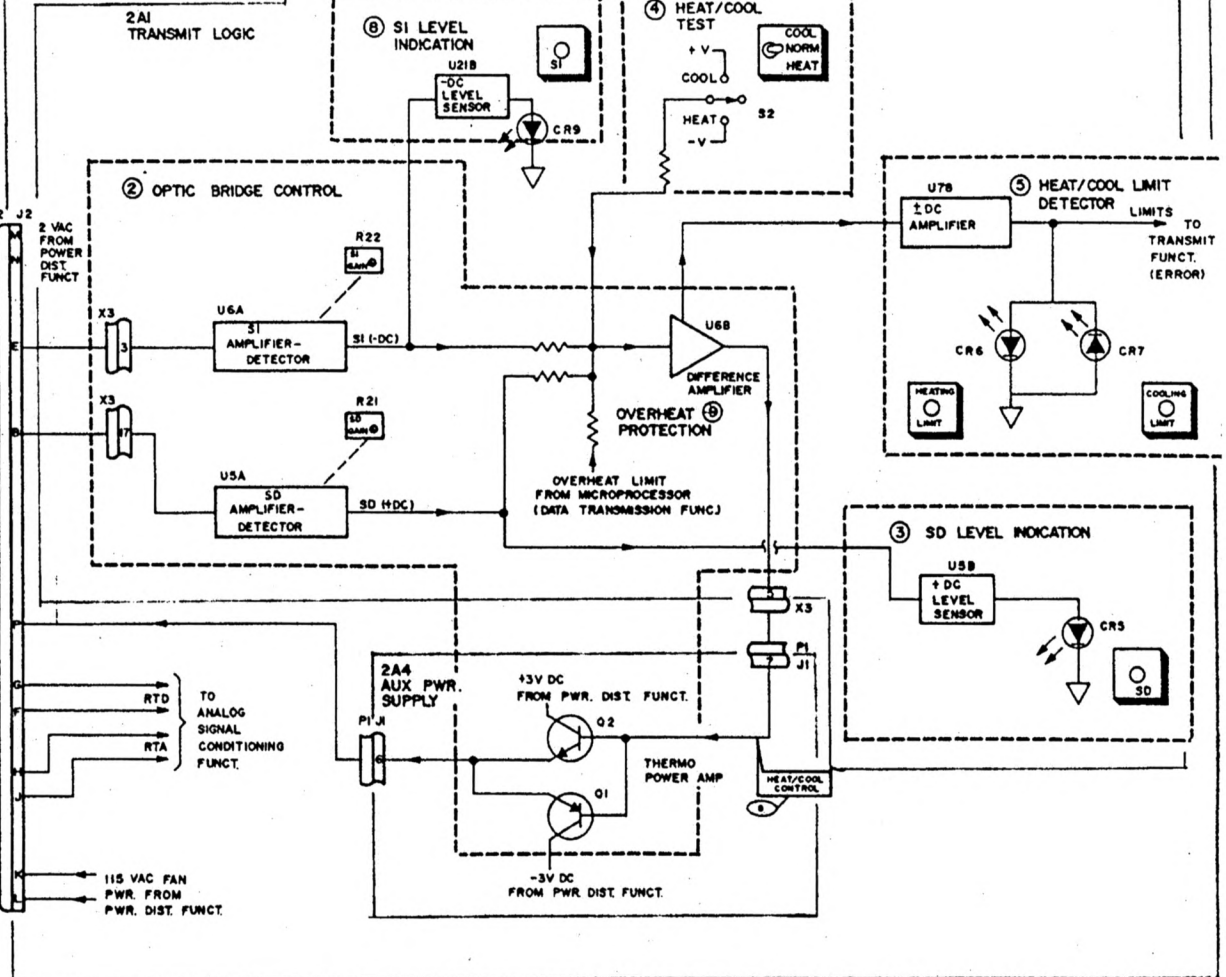 2A1
TRANSMIT LOGIC
8 SI LEVEL
INDICATION
U21B
-DC
LEVEL
SENSOR
CR9
SI
4 HEAT/COOL
TEST
+V
COOL
HEAT
-V
S2
COOL
NORM
HEAT
2 OPTIC BRIDGE CONTROL
J2
M
N
2 VAC
FROM
POWER
DIST.
FUNCT
R22
SI
GAIN
X3
3
E
U6A
SI
AMPLIFIER-
DETECTOR
SI (-DC)
X3
17
B
R21
SD
GAIN
U5A
SD
AMPLIFIER-
DETECTOR
SD (+DC)
U6B
DIFFERENCE
AMPLIFIER
OVERHEAT 9
PROTECTION
OVERHEAT LIMIT
FROM MICROPROCESSOR
(DATA TRANSMISSION FUNC.)
U7B
± DC
AMPLIFIER
5 HEAT/COOL LIMIT
DETECTOR
LIMITS
TO
TRANSMIT
FUNCT.
(ERROR)
CR6
CR7
HEATING
LIMIT
COOLING
LIMIT
3 SD LEVEL INDICATION
U5B
+ DC
LEVEL
SENSOR
CR5
SD
X3
P1
J1
7
P
2A4
AUX PWR.
SUPPLY
+3V DC
FROM PWR. DIST. FUNCT.
P1 J1
6
Q2
Q1
THERMO
POWER AMP
HEAT/COOL
CONTROL
-3V DC
FROM PWR. DIST. FUNCT.
G
RTD
F
RTA
H
J
TO
ANALOG
SIGNAL
CONDITIONING
FUNCT.
K
L
115 VAC FAN
PWR. FROM
PWR. DIST. FUNCT.